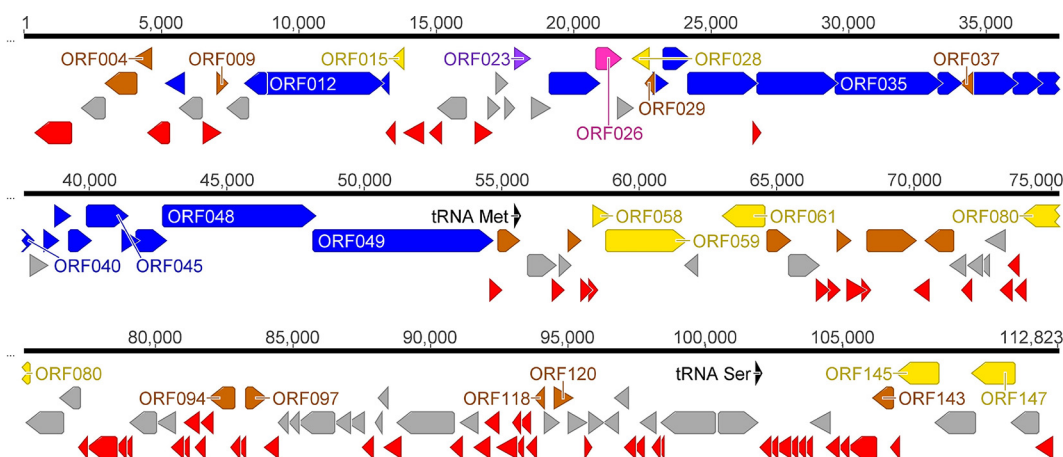 1 5,000 10,000 15,000 20,000 25,000 30,000 35,000
...
ORF004 ORF009 ORF015 ORF023 ORF028 ORF037
ORF012 ORF035
ORF029
ORF026
40,000 45,000 50,000 55,000 60,000 65,000 70,000 75,000
...
ORF048 tRNA Met ORF058 ORF061 ORF080
ORF049 ORF059
ORF040 ORF045
80,000 85,000 90,000 95,000 100,000 105,000 112,823
...
ORF080 ORF120 tRNA Ser ORF145
ORF094 ORF097 ORF118 ORF143 ORF147